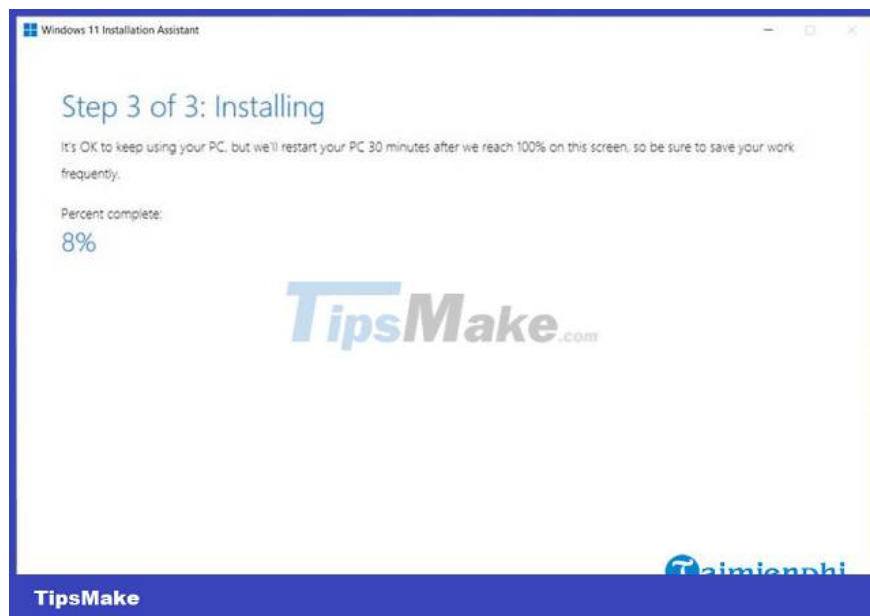 Windows 11 Installation Assistant
Step 3 of 3: Installing
It's OK to keep using your PC, but we'll restart your PC 30 minutes after we reach 100% on this screen, so be sure to save your work
frequently.
Percent complete:
8%
TipsMake.com
Taimienphi
TipsMake